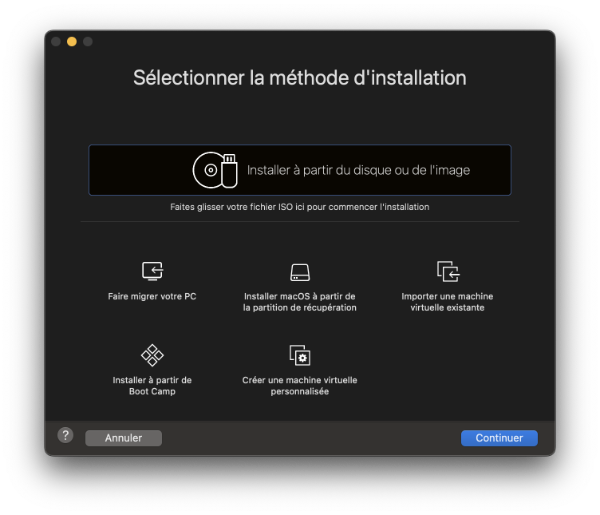 Sélectionner la méthode d'installation
Installer à partir du disque ou de l'image
Faites glisser votre fichier ISO ici pour commencer l'installation
Faire migrer votre PC
Installer macOS à partir de
la partition de récupération
Importer une machine
virtuelle existante
Installer à partir de
Boot Camp
Créer une machine virtuelle
personnalisée
?
Annuler
Continuer